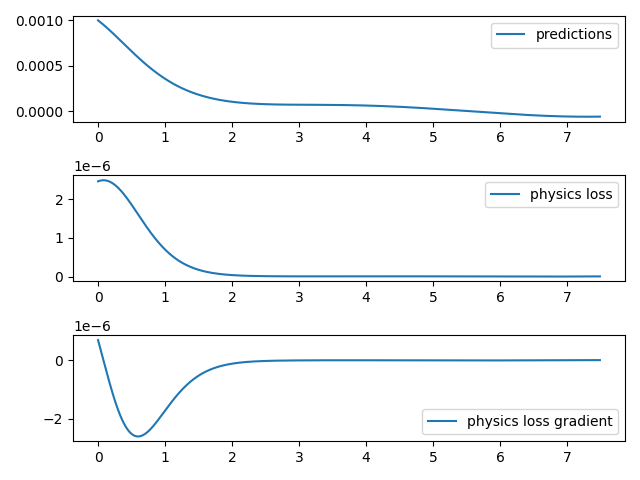 0.0010
0.0005
0.0000
predictions
0 1 2 3 4 5 6 7
1e−6
2
1
0
physics loss
0 1 2 3 4 5 6 7
1e−6
0
−2
physics loss gradient
0 1 2 3 4 5 6 7